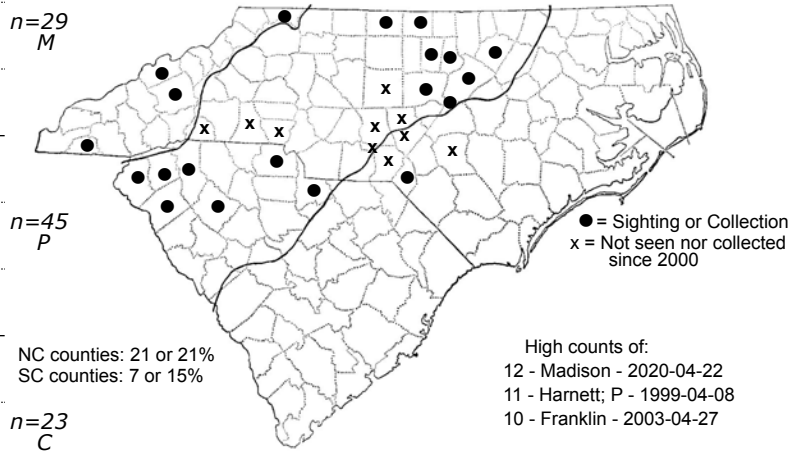 n=29
M
n=45
P
● = Sighting or Collection
x = Not seen nor collected
since 2000
NC counties: 21 or 21%
SC counties: 7 or 15%
High counts of:
12 - Madison - 2020-04-22
11 - Harnett; P - 1999-04-08
10 - Franklin - 2003-04-27
n=23
C